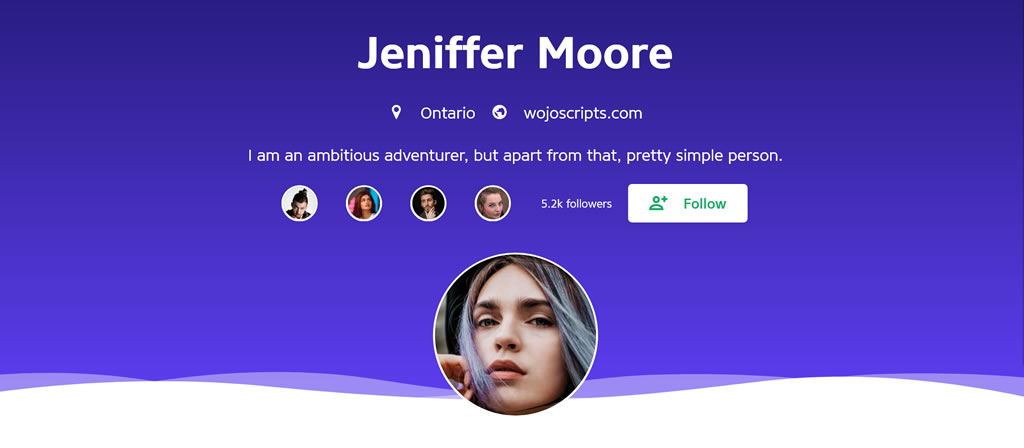 Jeniffer Moore
Ontario wojoscripts.com
I am an ambitious adventurer, but apart from that, pretty simple person.
5.2k followers Follow